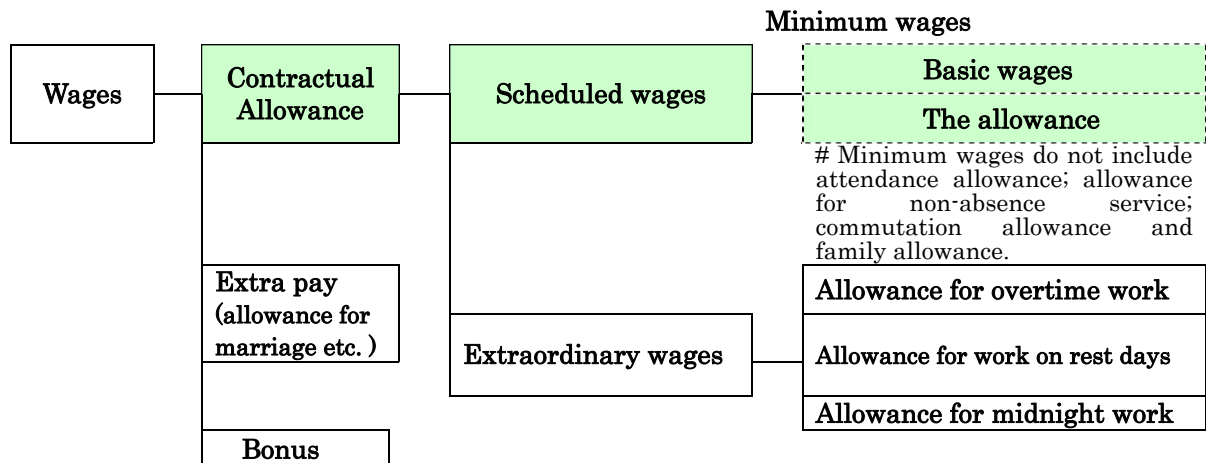 Minimum wages
Wages
Contractual
Allowance
Scheduled wages
Basic wages
The allowance
# Minimum wages do not include
attendance allowance; allowance
for non-absence service;
commutation allowance and
family allowance.
Extra pay
(allowance for
marriage etc. )
Extraordinary wages
Allowance for overtime work
Allowance for work on rest days
Allowance for midnight work
Bonus